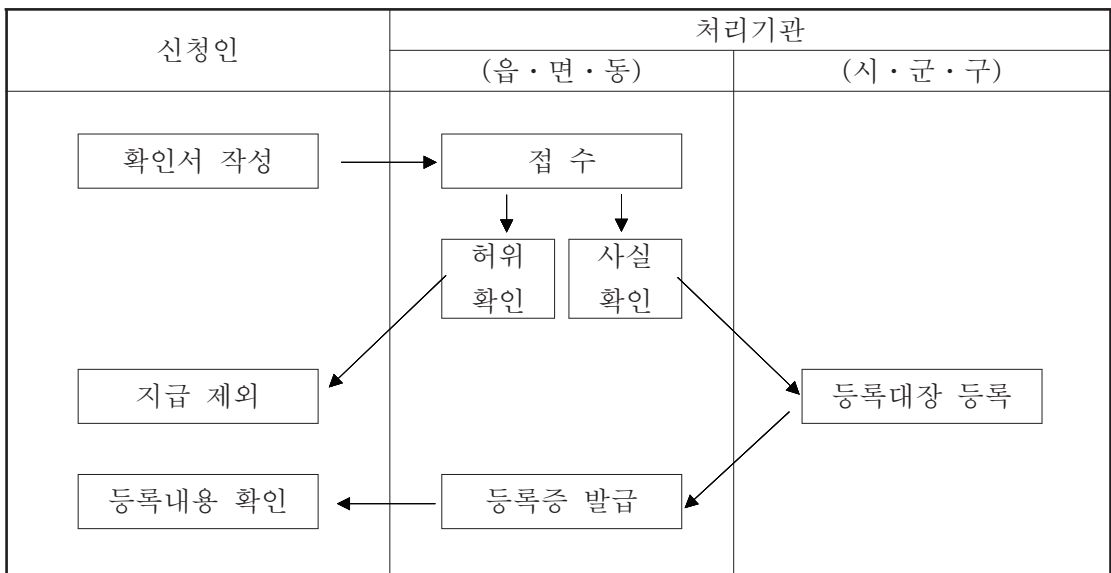 신청인
처리기관
(읍·면·동)
(시·군·구)
확인서 작성
접 수
허위
확인
사실
확인
지급 제외
등록대장 등록
등록내용 확인
등록증 발급